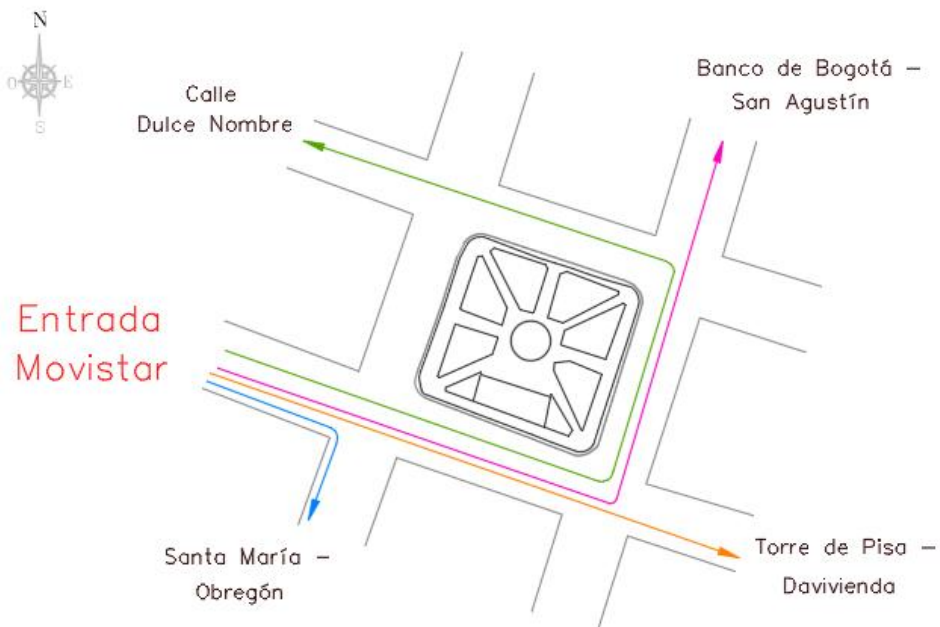 N
O E
S
Calle
Dulce Nombre
Banco de Bogotá –
San Agustín
Entrada
Movistar
Santa María –
Obregón
Torre de Pisa –
Davivienda